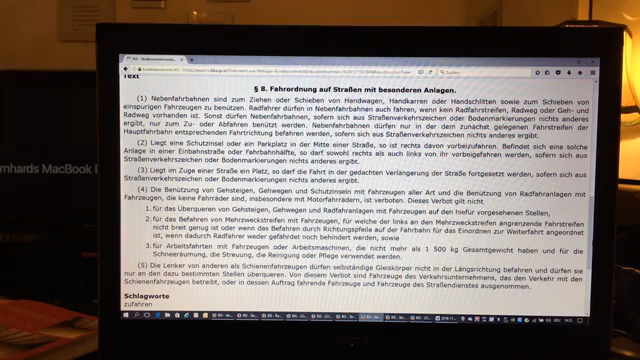 Text
§ 8. Fahrordnung auf Straßen mit besonderen Anlagen.
(1) Nebenfahrbahnen sind zum Ziehen oder Schieben von Handwagen, Handkarren oder Handschlitten sowie zum Schieben von
einspurigen Fahrzeugen zu benützen. Radfahrer dürfen in Nebenfahrbahnen auch fahren, wenn kein Radfahrstreifen, Radweg oder Geh- und
Radweg vorhanden ist. Sonst dürfen Nebenfahrbahnen, sofern sich aus Straßenverkehrszeichen oder Bodenmarkierungen nichts anderes
ergibt, nur zum Zu- oder Abfahren benützt werden. Nebenfahrbahnen dürfen nur in der dem zunächst gelegenen Fahrstreifen der
Hauptfahrbahn entsprechenden Fahrtrichtung befahren werden, sofern sich aus Straßenverkehrszeichen nichts anderes ergibt.
(2) Liegt eine Schutzinsel oder ein Parkplatz in der Mitte einer Straße, so ist rechts davon vorbeizufahren. Befindet sich eine solche
Anlage in einer Einbahnstraße oder Fahrbahnhälfte, so darf sowohl rechts als auch links von ihr vorbeigefahren werden, sofern sich aus
Straßenverkehrszeichen oder Bodenmarkierungen nichts anderes ergibt.
(3) Liegt im Zuge einer Straße ein Platz, so darf die Fahrt in der gedachten Verlängerung der Straße fortgesetzt werden, sofern sich aus
Straßenverkehrszeichen oder Bodenmarkierungen nichts anderes ergibt.
(4) Die Benützung von Gehsteigen, Gehwegen und Schutzinseln mit Fahrzeugen aller Art und die Benützung von Radfahranlagen mit
Fahrzeugen, die keine Fahrräder sind, insbesondere mit Motorfahrrädern, ist verboten. Dieses Verbot gilt nicht
1. für das Überqueren von Gehsteigen, Gehwegen und Radfahranlagen mit Fahrzeugen auf den hiefür vorgesehenen Stellen,
2. für das Befahren von Mehrzweckstreifen mit Fahrzeugen, für welche der links an den Mehrzweckstreifen angrenzende Fahrstreifen
nicht breit genug ist oder wenn das Befahren durch Richtungspfeile auf der Fahrbahn für das Einordnen zur Weiterfahrt angeordnet
ist, wenn dadurch Radfahrer weder gefährdet noch behindert werden, sowie
3. für Arbeitsfahrten mit Fahrzeugen oder Arbeitsmaschinen, die nicht mehr als 1 500 kg Gesamtgewicht haben und für die
Schneeräumung, die Streuung, die Reinigung oder Pflege verwendet werden.
(5) Die Lenker von anderen als Schienenfahrzeugen dürfen selbständige Gleiskörper nicht in der Längsrichtung befahren und dürfen sie
nur an den dazu bestimmten Stellen überqueren. Von diesem Verbot sind Fahrzeuge des Verkehrsunternehmens, das den Verkehr mit den
Schienenfahrzeugen betreibt, oder in dessen Auftrag fahrende Fahrzeuge und Fahrzeuge des Straßendienstes ausgenommen.
Schlagworte
zufahren
rnhards MacBook P